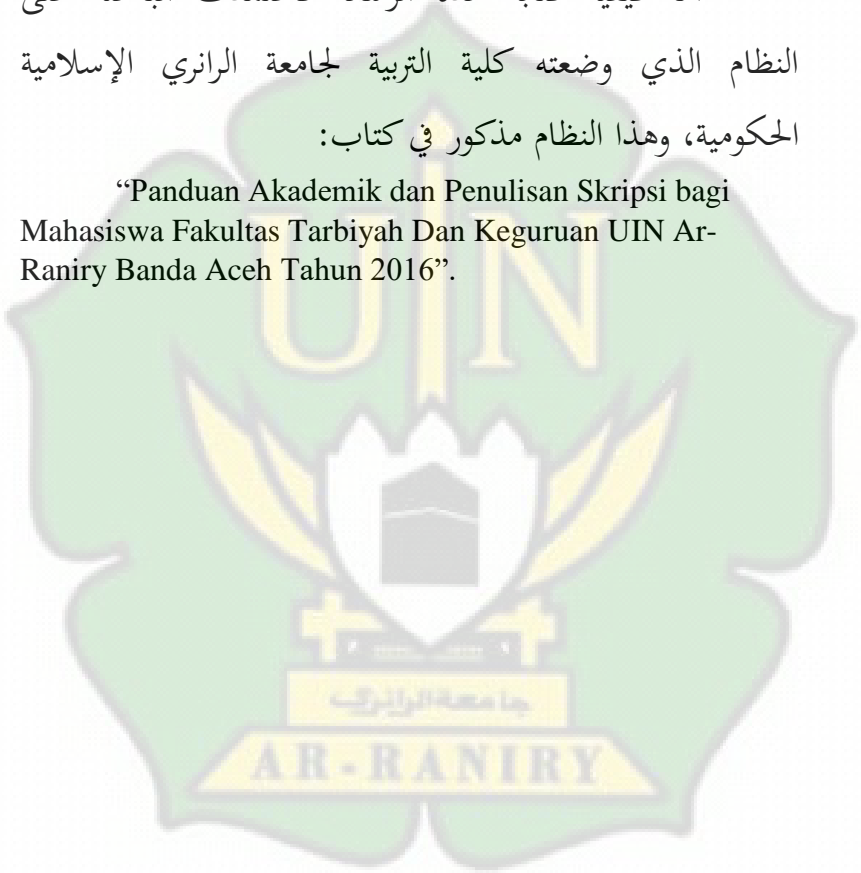 النظام الذي وضعته كلية التربية لجامعة الرانري الإسلامية
الحكومية، وهذا النظام مذكور في كتاب:
“Panduan Akademik dan Penulisan Skripsi bagi
Mahasiswa Fakultas Tarbiyah Dan Keguruan UIN Ar-
Raniry Banda Aceh Tahun 2016”.
UIN
جامعة الرانري
AR-RANIRY